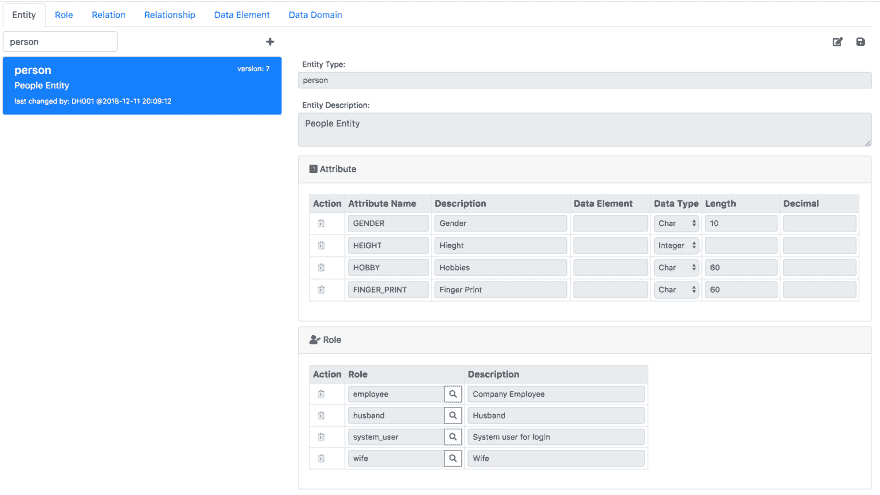 Entity Role Relation Relationship Data Element Data Domain
person
person version: 7
People Entity
last changed by: DH001 @2018-12-11 20:09:12
Entity Type:
person
Entity Description:
People Entity
Attribute
Action Attribute Name Description Data Element Data Type Length Decimal
GENDER Gender Char 10
HEIGHT Hieght Integer
HOBBY Hobbies Char 60
FINGER_PRINT Finger Print Char 60
Role
Action Role Description
employee Company Employee
husband Husband
system_user System user for login
wife Wife